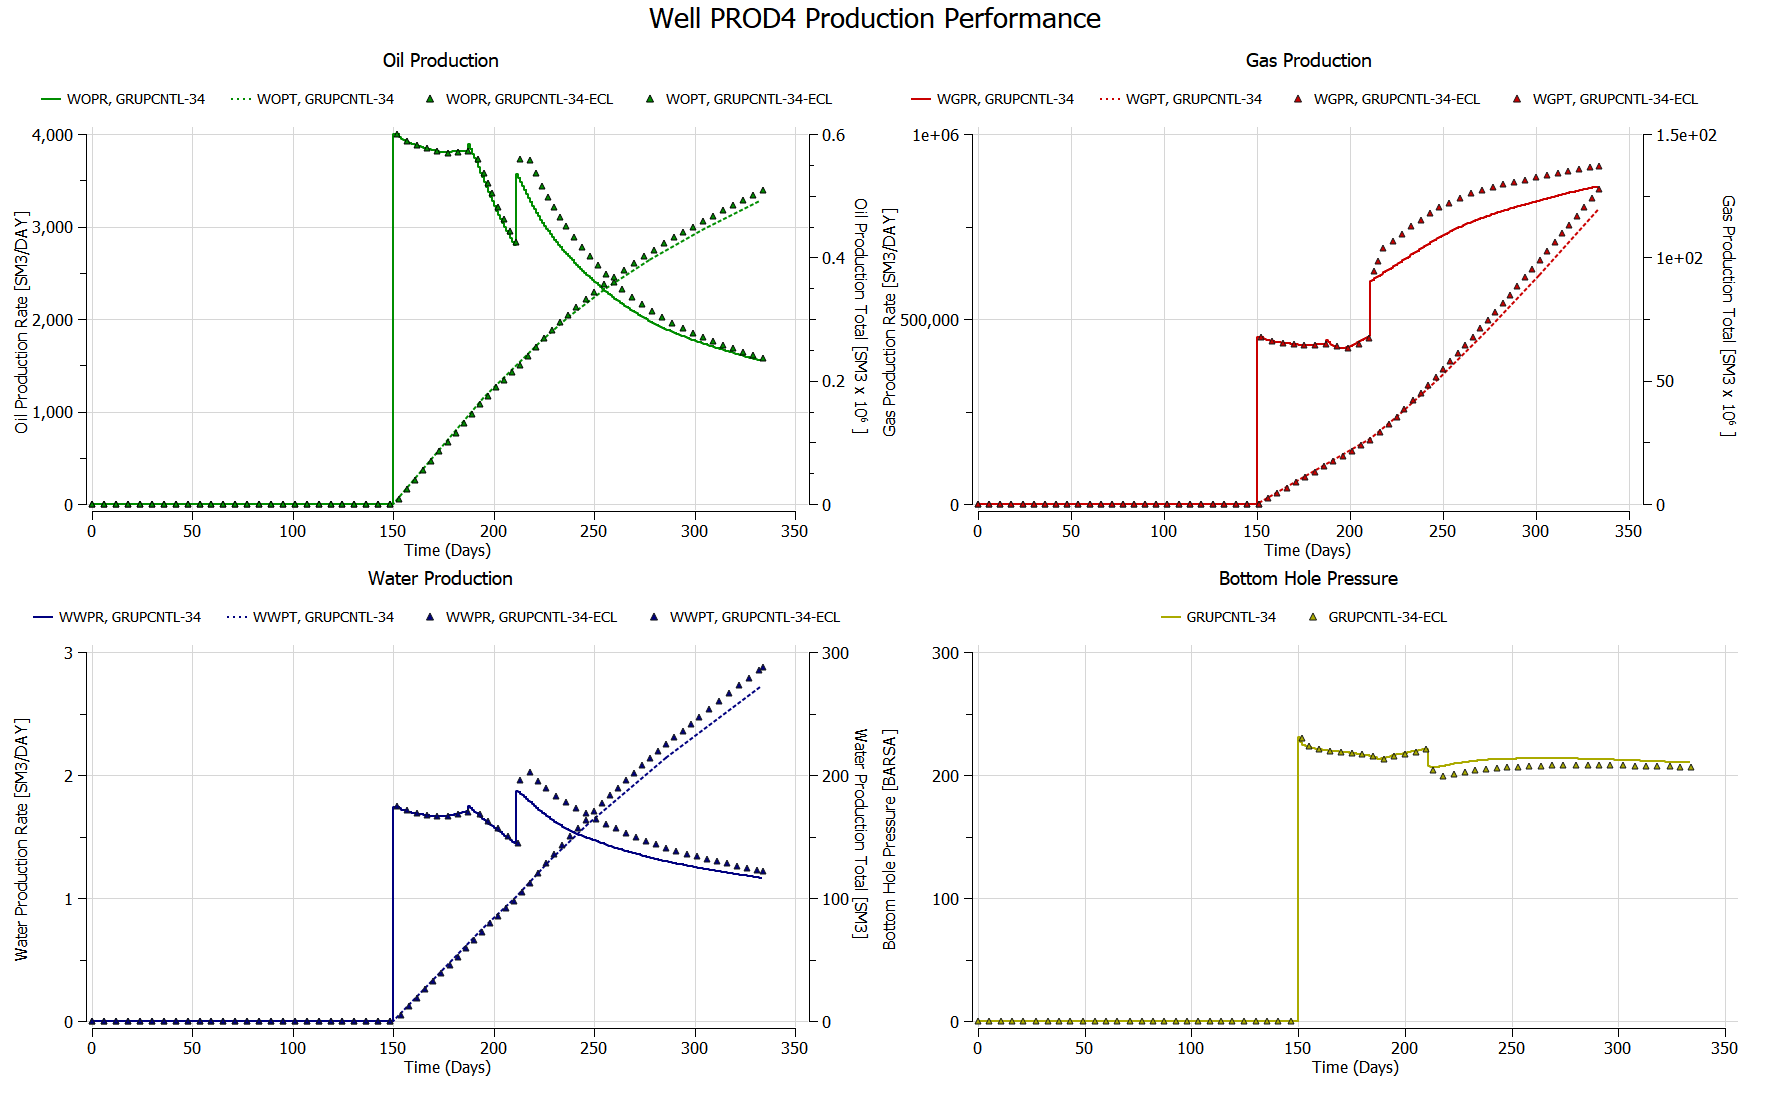 Well PROD4 Production Performance
Oil Production
WOPR, GRUPCNTL-34 WOPT, GRUPCNTL-34 WOPR, GRUPCNTL-34-ECL WOPT, GRUPCNTL-34-ECL
4,000
3,000
2,000
1,000
0
0.6
0.4
0.2
0
Oil Production Rate [SM3/DAY]
Oil Production Total [SM3 x 10⁶ ]
0 50 100 150 200 250 300 350
Time (Days)
Gas Production
WGPR, GRUPCNTL-34 WGPT, GRUPCNTL-34 WGPR, GRUPCNTL-34-ECL WGPT, GRUPCNTL-34-ECL
1e+06
500,000
0
1.5e+02
1e+02
50
0
Gas Production Rate [SM3/DAY]
Gas Production Total [SM3 x 10⁶ ]
0 50 100 150 200 250 300 350
Time (Days)
Water Production
WWPR, GRUPCNTL-34 WWPT, GRUPCNTL-34 WWPR, GRUPCNTL-34-ECL WWPT, GRUPCNTL-34-ECL
3
2
1
0
300
200
100
0
Water Production Rate [SM3/DAY]
Water Production Total [SM3]
0 50 100 150 200 250 300 350
Time (Days)
Bottom Hole Pressure
GRUPCNTL-34 GRUPCNTL-34-ECL
300
200
100
0
Bottom Hole Pressure [BARSA]
0 50 100 150 200 250 300 350
Time (Days)